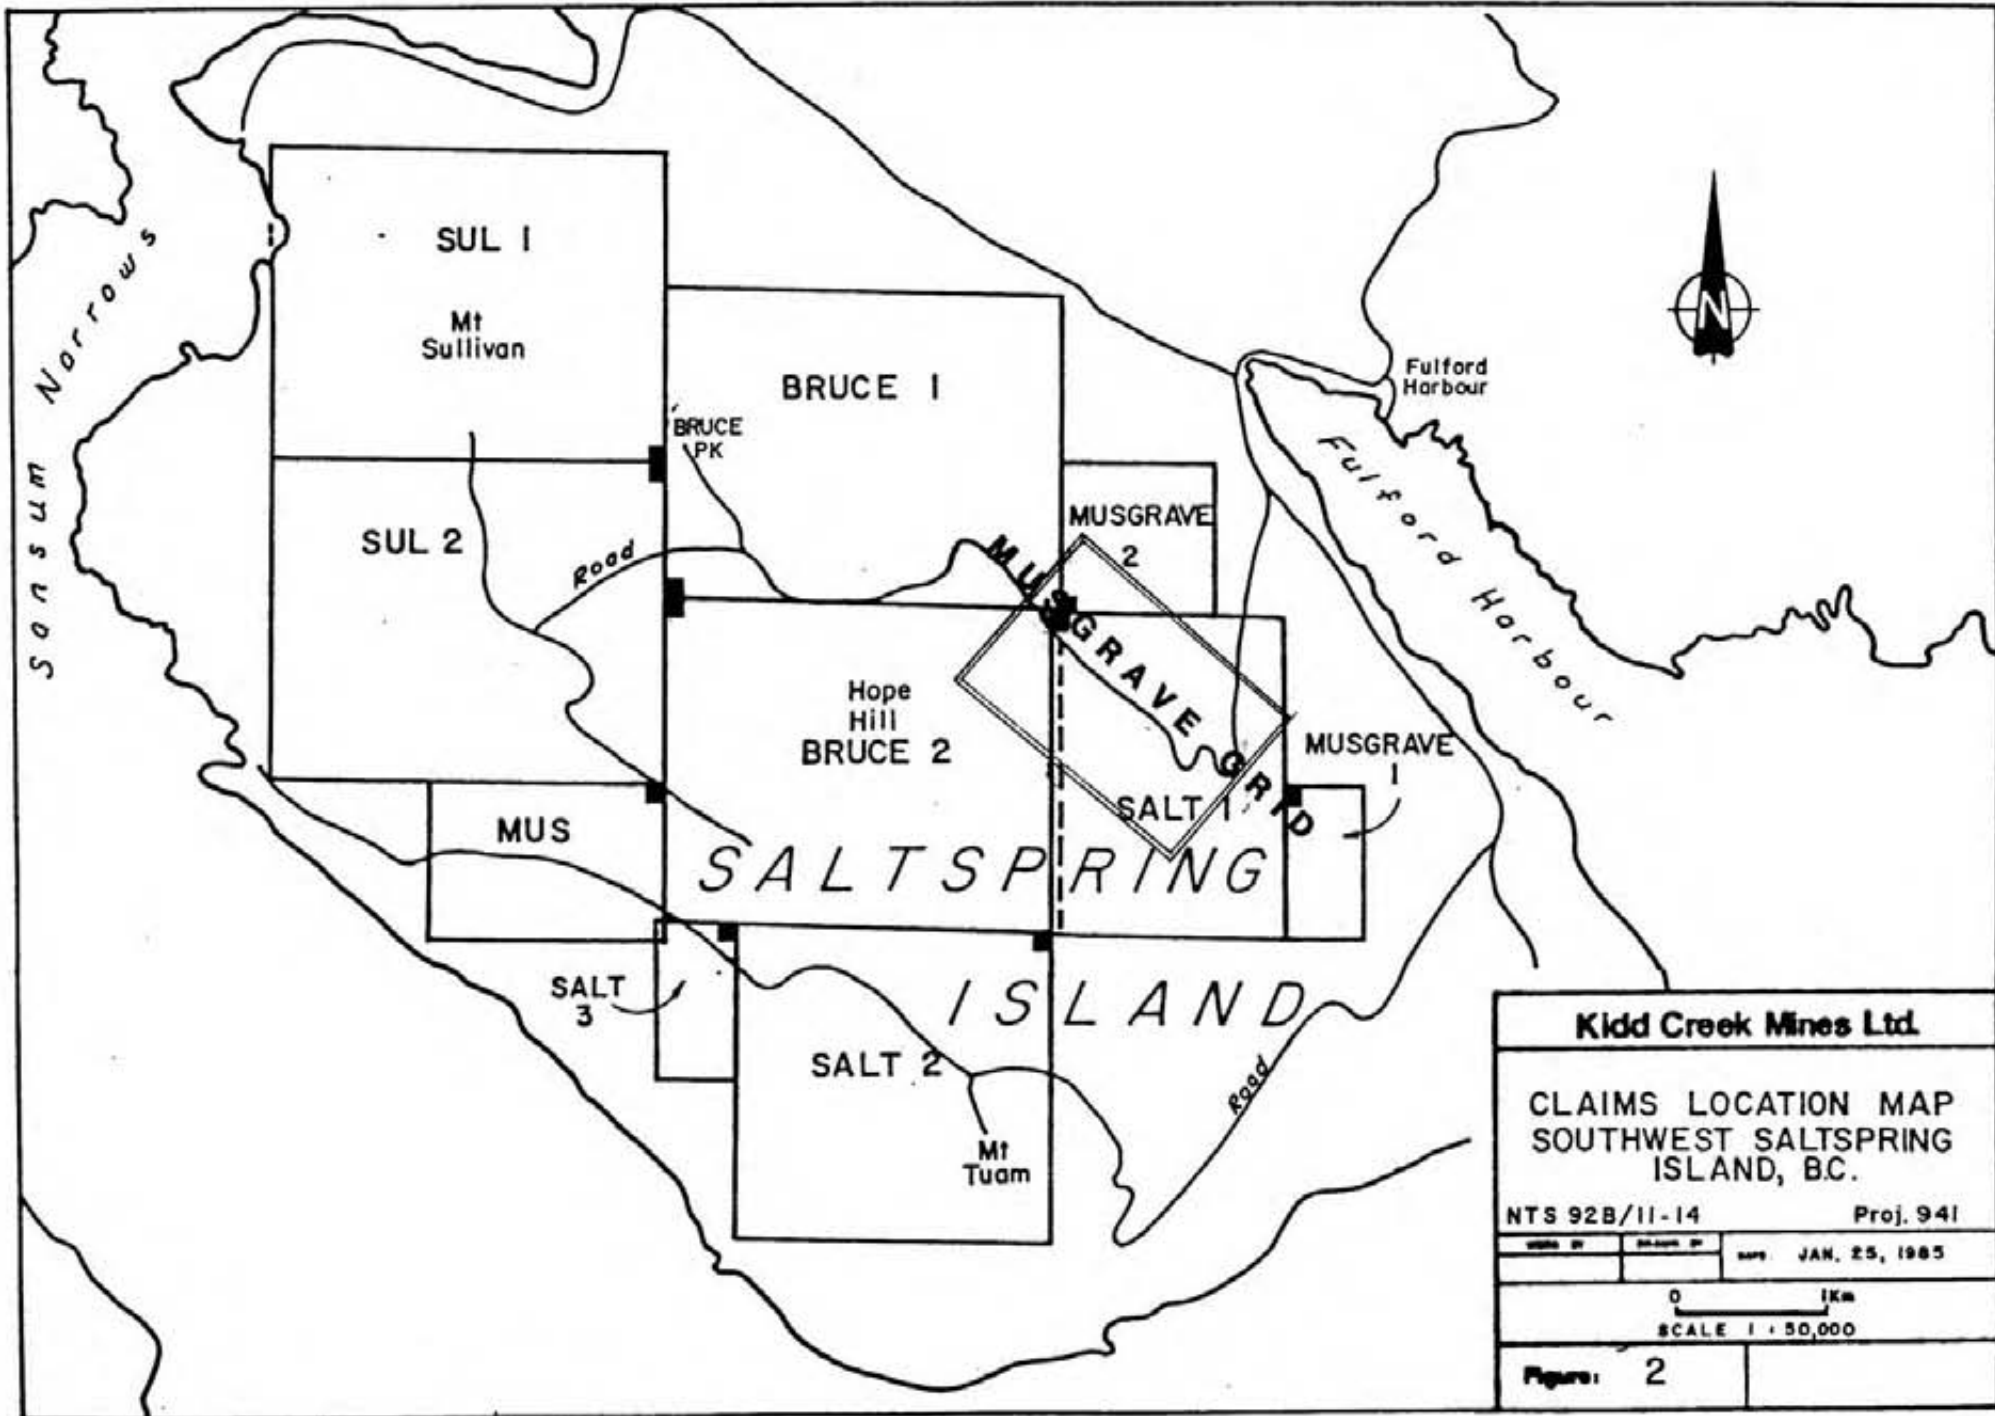 SUL 1
Mt
Sullivan
Sansum Narrows
BRUCE 1
BRUCE
PK
Fulford
Harbour
N
Fulford Harbour
SUL 2
Road
MUSGRAVE
2
MUSGRAVE GRID
Hope
Hill
BRUCE 2
MUSGRAVE
1
SALT 1
MUS
SALTSPRING
ISLAND
SALT
3
SALT 2
Road
Mt
Tuam
Kidd Creek Mines Ltd.
CLAIMS LOCATION MAP
SOUTHWEST SALTSPRING
ISLAND, B.C.
NTS 92B/11-14 Proj. 941
DATE JAN. 25, 1985
0 1Km
SCALE 1 : 50,000
Figure: 2